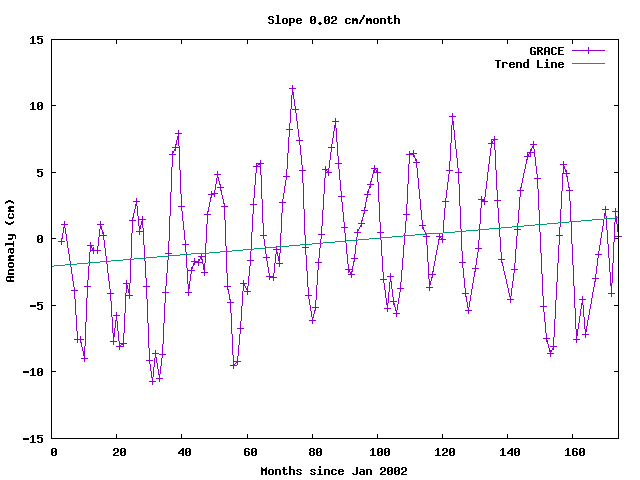 Slope 0.02 cm/month
GRACE
Trend Line
15
10
5
0
-5
-10
-15
Anomaly (cm)
0 20 40 60 80 100 120 140 160
Months since Jan 2002